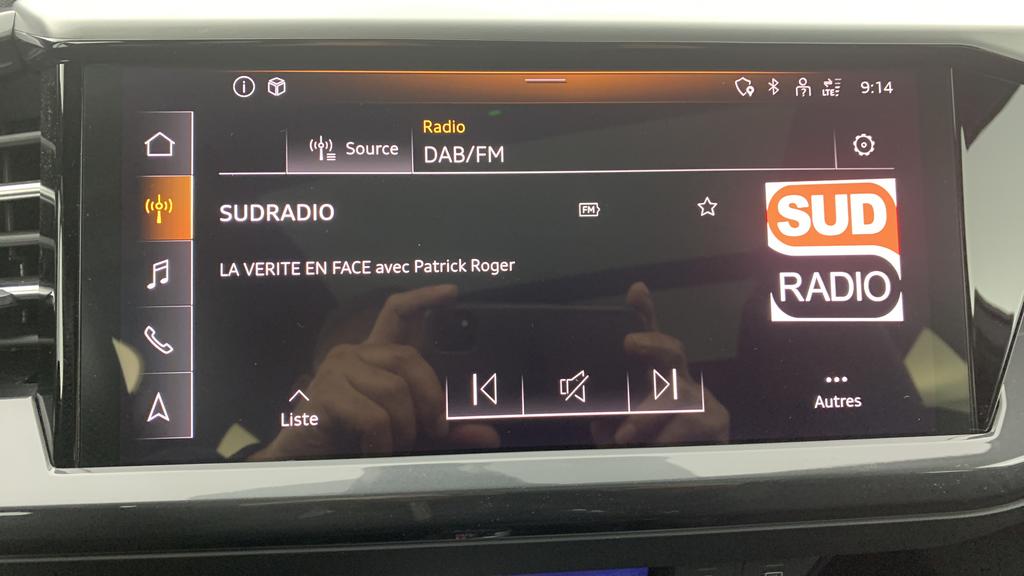 LTE 9:14
Radio
Source DAB/FM
SUDRADIO FM
LA VERITE EN FACE avec Patrick Roger
SUD
RADIO
Liste
Autres